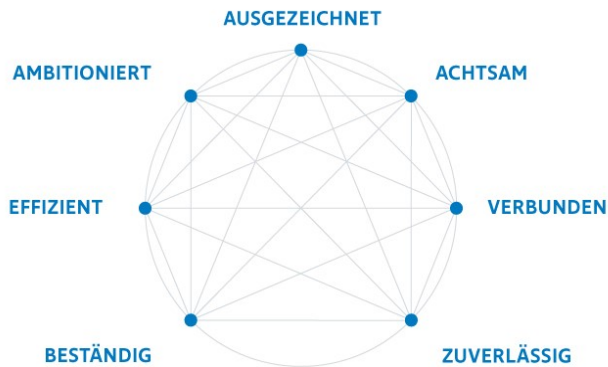 AUSGEZEICHNET
AMBITIONIERT
ACHTSAM
EFFIZIENT
VERBUNDEN
BESTÄNDIG
ZUVERLÄSSIG